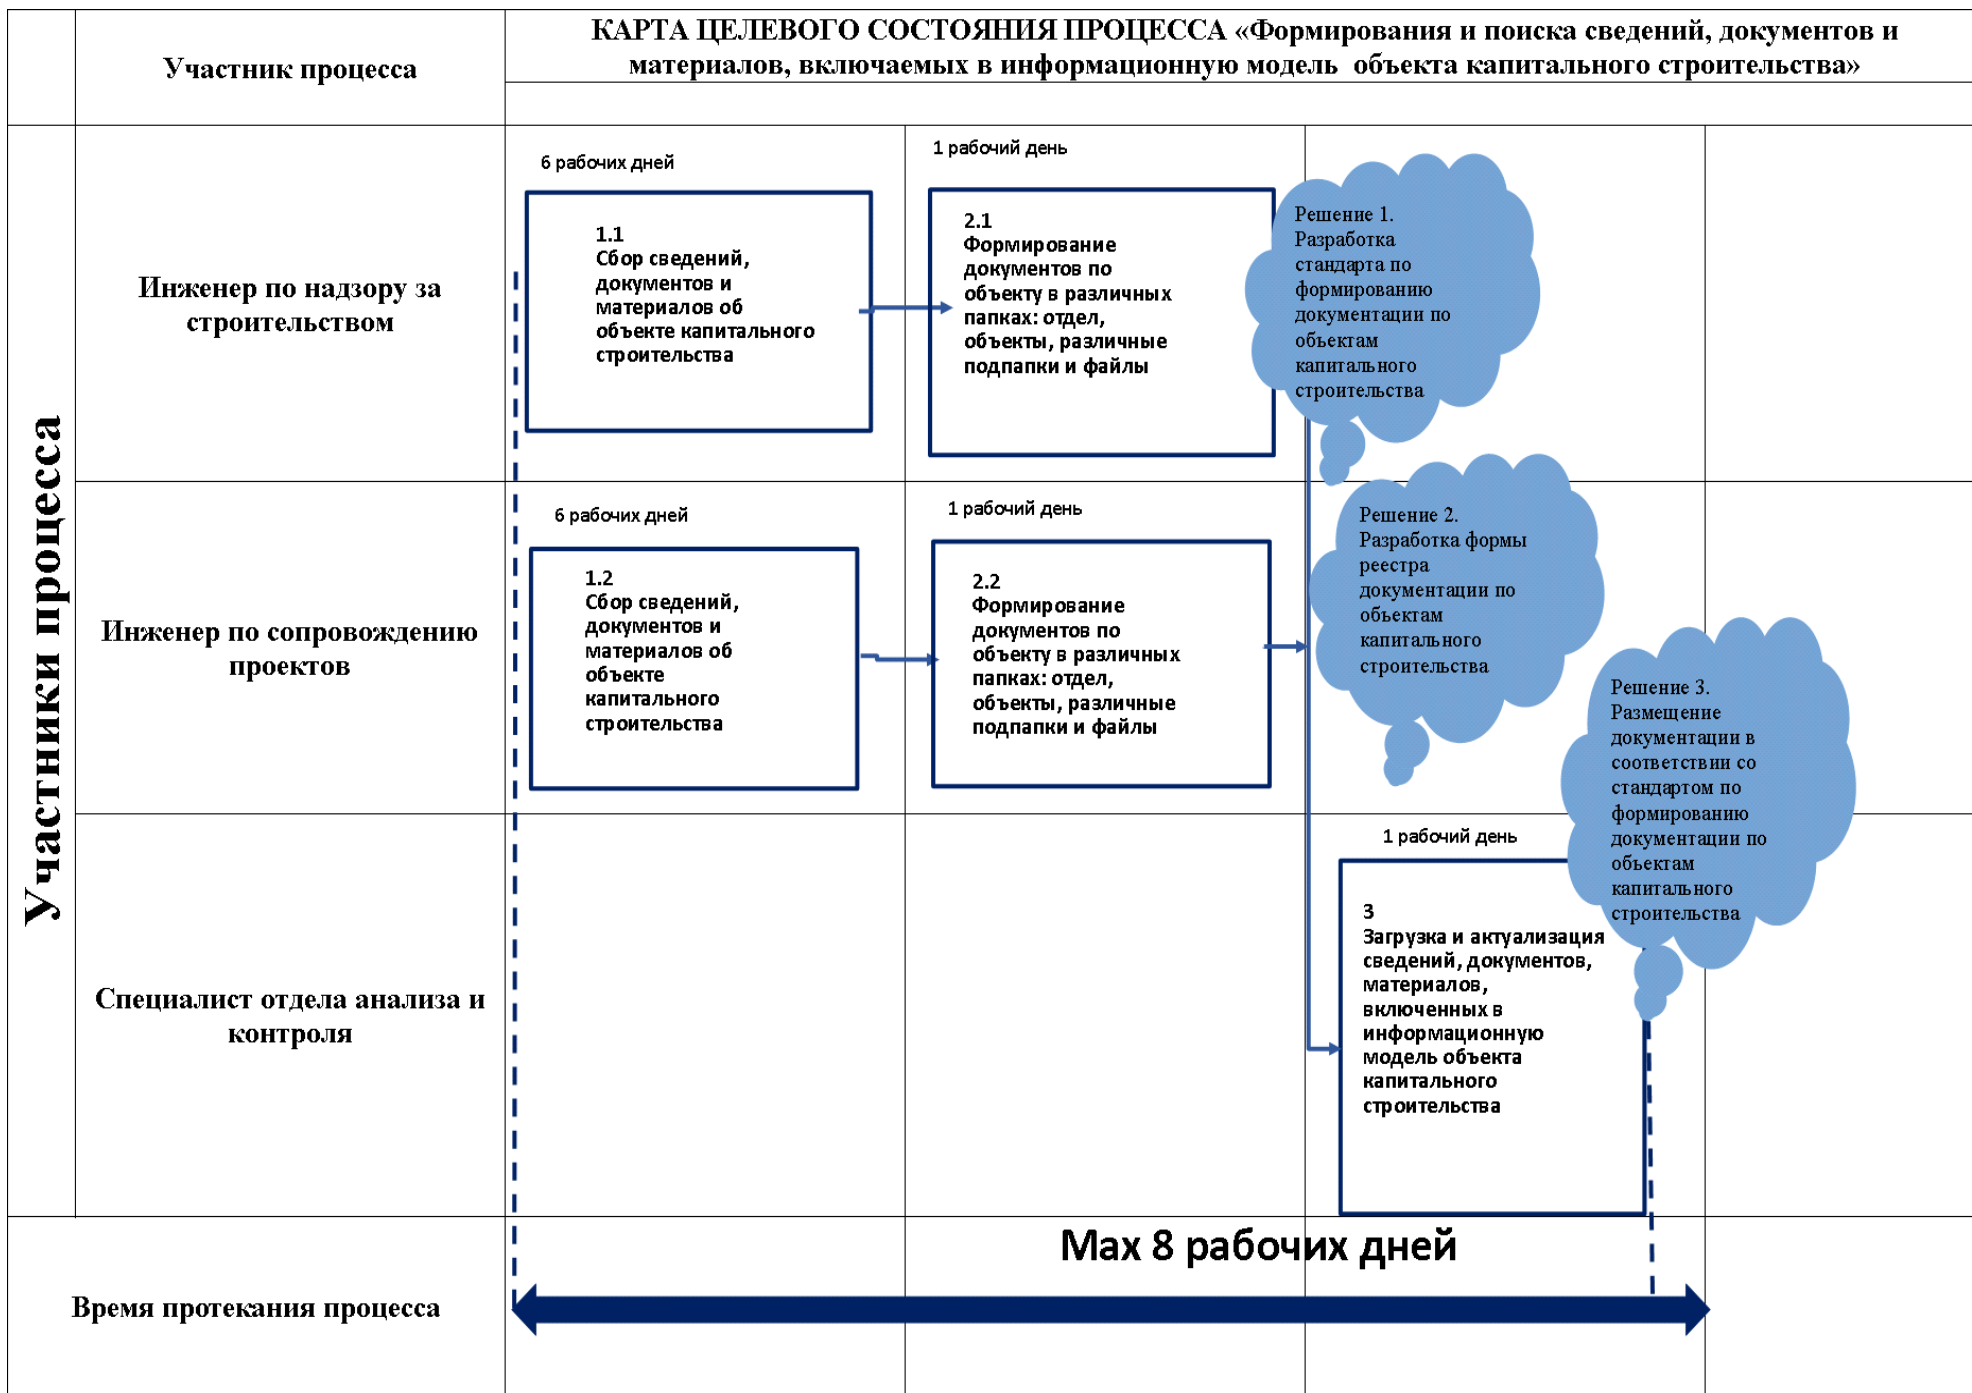 КАРТА ЦЕЛЕВОГО СОСТОЯНИЯ ПРОЦЕССА «Формирования и поиска сведений, документов и
материалов, включаемых в информационную модель объекта капитального строительства»
Участник процесса
Участники процесса
Инженер по надзору за
строительством
6 рабочих дней
1.1
Сбор сведений,
документов и
материалов об
объекте капитального
строительства
1 рабочий день
2.1
Формирование
документов по
объекту в различных
папках: отдел,
объекты, различные
подпапки и файлы
Решение 1.
Разработка
стандарта по
формированию
документации по
объектам
капитального
строительства
Инженер по сопровождению
проектов
6 рабочих дней
1.2
Сбор сведений,
документов и
материалов об
объекте
капитального
строительства
1 рабочий день
2.2
Формирование
документов по
объекту в различных
папках: отдел,
объекты, различные
подпапки и файлы
Решение 2.
Разработка формы
реестра
документации по
объектам
капитального
строительства
Решение 3.
Размещение
документации в
соответствии со
стандартом по
формированию
документации по
объектам
капитального
строительства
Специалист отдела анализа и
контроля
1 рабочий день
3
Загрузка и актуализация
сведений, документов,
материалов,
включенных в
информационную
модель объекта
капитального
строительства
Время протекания процесса
Max 8 рабочих дней